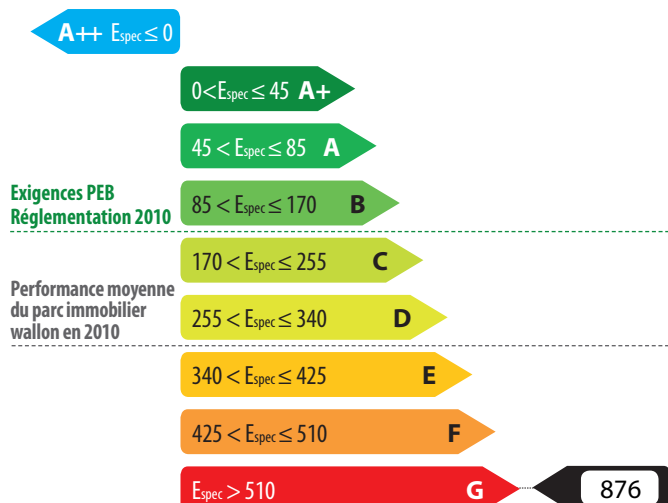 A++ Espec ≤ 0
0<Espec ≤ 45 A+
45 < Espec ≤ 85 A
Exigences PEB
Réglementation 2010
85 < Espec ≤ 170 B
170 < Espec ≤ 255 C
Performance moyenne
du parc immobilier
wallon en 2010
255 < Espec ≤ 340 D
340 < Espec ≤ 425 E
425 < Espec ≤ 510 F
Espec > 510 G
876